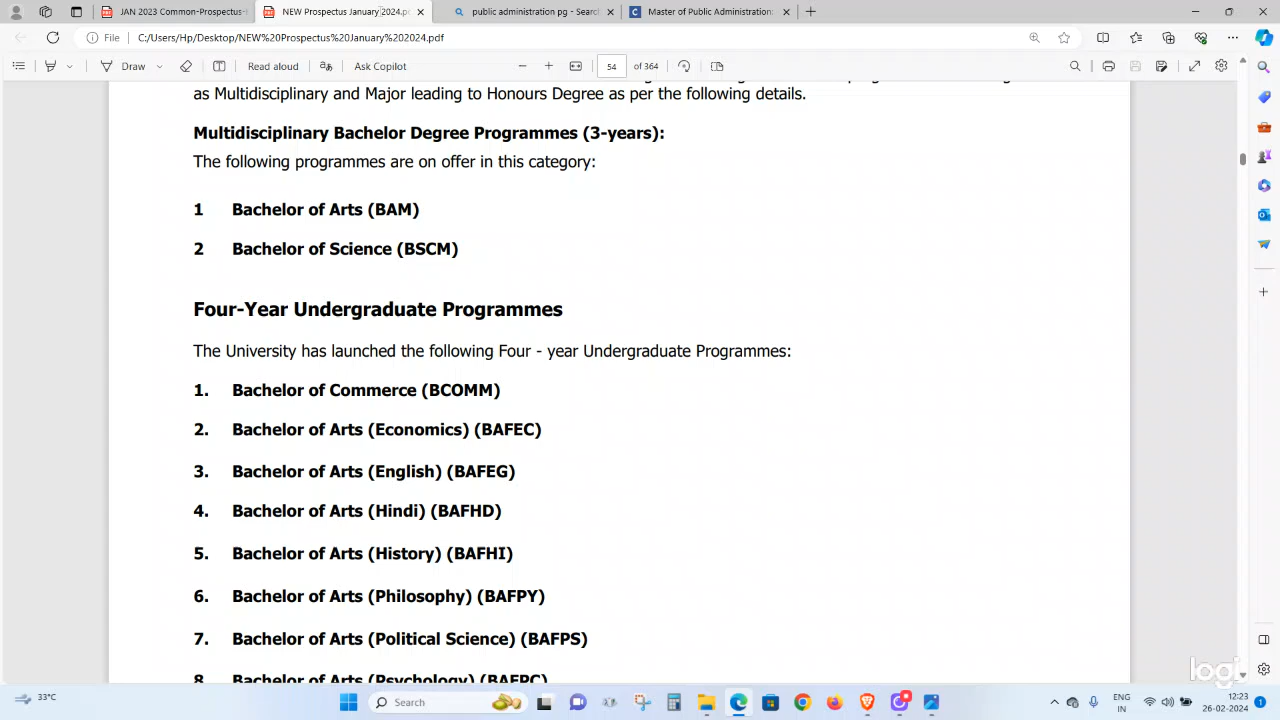 JAN 2023 Common-Prospectus-
NEW Prospectus January2024.p
public administration pg - Search
Master of Public Administration:
File C:/Users/Hp/Desktop/NEW%20Prospectus%20January%202024.pdf
Draw Read aloud Ask Copilot 54 of 364
as Multidisciplinary and Major leading to Honours Degree as per the following details.
Multidisciplinary Bachelor Degree Programmes (3-years):
The following programmes are on offer in this category:
1 Bachelor of Arts (BAM)
2 Bachelor of Science (BSCM)
Four-Year Undergraduate Programmes
The University has launched the following Four - year Undergraduate Programmes:
1. Bachelor of Commerce (BCOMM)
2. Bachelor of Arts (Economics) (BAFEC)
3. Bachelor of Arts (English) (BAFEG)
4. Bachelor of Arts (Hindi) (BAFHD)
5. Bachelor of Arts (History) (BAFHI)
6. Bachelor of Arts (Philosophy) (BAFPY)
7. Bachelor of Arts (Political Science) (BAFPS)
8 Bachelor of Arts (Psychology) (BAFPC)
33°C
Search
ENG
IN
12:23
26-02-2024